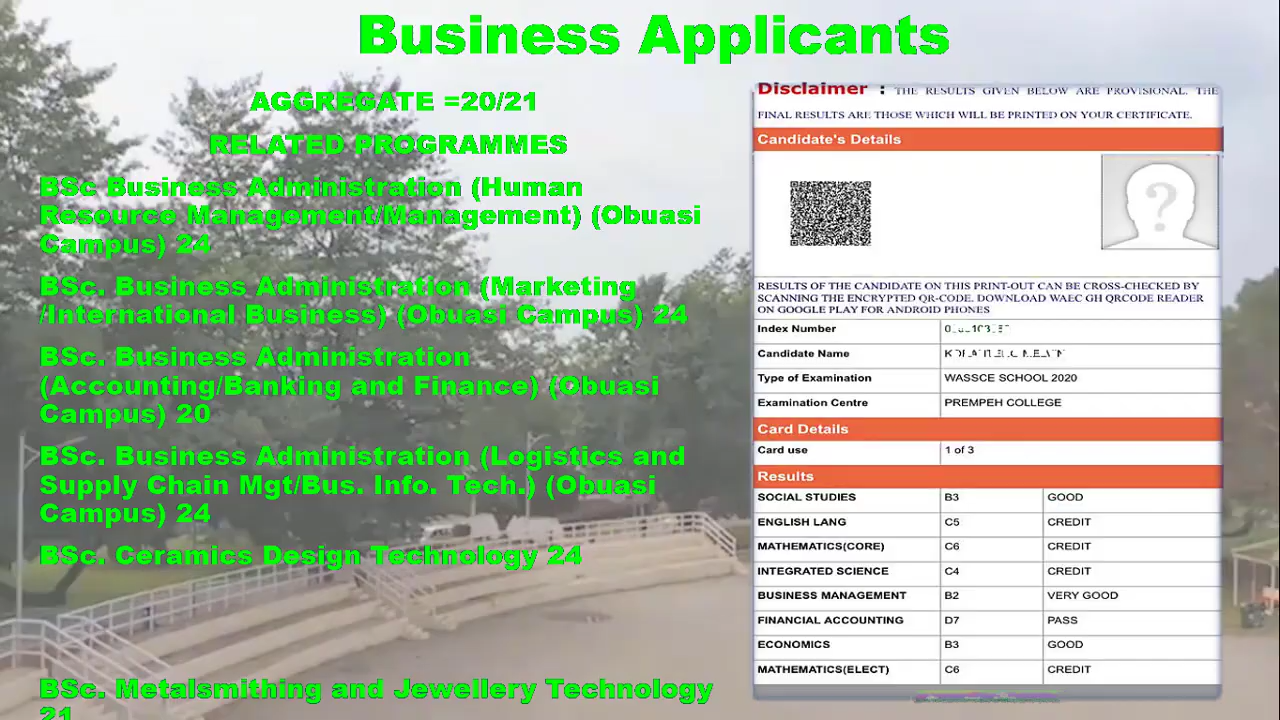 Business Applicants
AGGREGATE =20/21
RELATED PROGRAMMES
BSc Business Administration (Human
Resource Management/Management) (Obuasi
Campus) 24
BSc. Business Administration (Marketing
/International Business) (Obuasi Campus) 24
BSc. Business Administration
(Accounting/Banking and Finance) (Obuasi
Campus) 20
BSc. Business Administration (Logistics and
Supply Chain Mgt/Bus. Info. Tech.) (Obuasi
Campus) 24
BSc. Ceramics Design Technology 24
BSc. Metalsmithing and Jewellery Technology
21
Disclaimer : THE RESULTS GIVEN BELOW ARE PROVISIONAL. THE
FINAL RESULTS ARE THOSE WHICH WILL BE PRINTED ON YOUR CERTIFICATE.
Candidate's Details
RESULTS OF THE CANDIDATE ON THIS PRINT-OUT CAN BE CROSS-CHECKED BY
SCANNING THE ENCRYPTED QR-CODE. DOWNLOAD WAEC GH QRCODE READER
ON GOOGLE PLAY FOR ANDROID PHONES
Index Number
Candidate Name
Type of Examination WASSCE SCHOOL 2020
Examination Centre PREMPEH COLLEGE
Card Details
Card use 1 of 3
Results
SOCIAL STUDIES B3 GOOD
ENGLISH LANG C5 CREDIT
MATHEMATICS(CORE) C6 CREDIT
INTEGRATED SCIENCE C4 CREDIT
BUSINESS MANAGEMENT B2 VERY GOOD
FINANCIAL ACCOUNTING D7 PASS
ECONOMICS B3 GOOD
MATHEMATICS(ELECT) C6 CREDIT